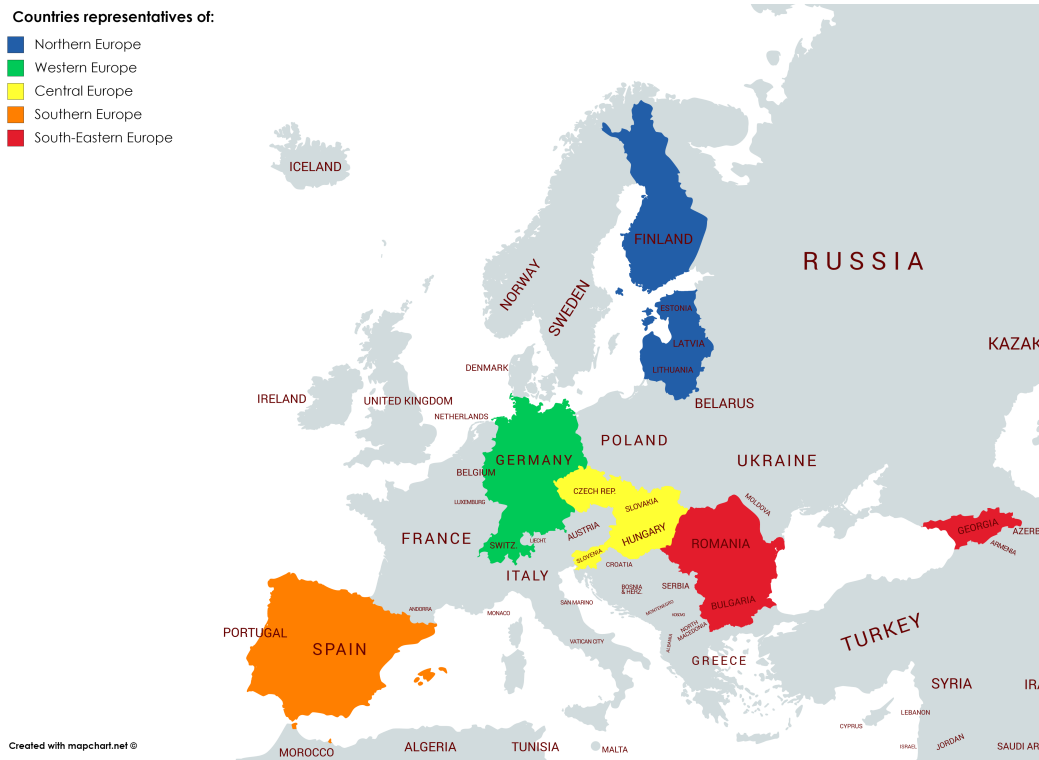 Countries representatives of:
Northern Europe
Western Europe
Central Europe
Southern Europe
South-Eastern Europe
ICELAND
FINLAND
RUSSIA
NORWAY
SWEDEN
ESTONIA
LATVIA
LITHUANIA
KAZAK
DENMARK
IRELAND
UNITED KINGDOM
NETHERLANDS
BELARUS
POLAND
GERMANY
BELGIUM
UKRAINE
CZECH REP.
LUXEMBURG
SLOVAKIA
MOLDOVA
FRANCE
SWITZ.
LIECHT.
AUSTRIA
HUNGARY
ROMANIA
GEORGIA
AZERB
ARMENIA
SLOVENIA
CROATIA
ITALY
BOSNIA
& HERZ.
SERBIA
SAN MARINO
MONTENEGRO
KOSOVO
BULGARIA
ANDORRA
MONACO
PORTUGAL
SPAIN
VATICAN CITY
ALBANIA
NORTH
MACEDONIA
GREECE
TURKEY
SYRIA
IRA
CYPRUS
LEBANON
ISRAEL
JORDAN
SAUDI AR
MOROCCO
ALGERIA
TUNISIA
MALTA
Created with mapchart.net ©